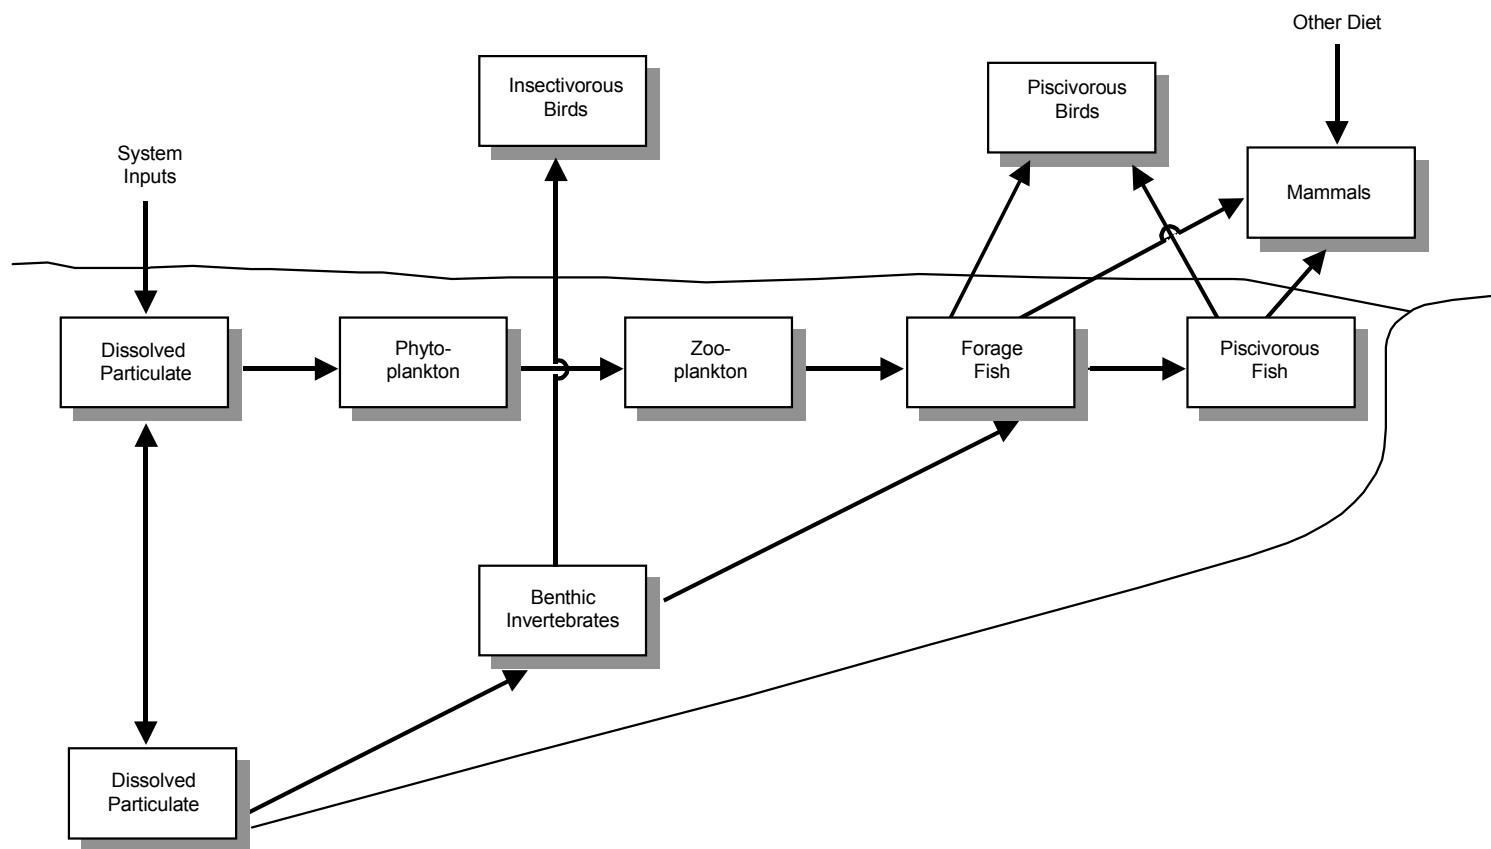 Other Diet
Insectivorous
Birds
Piscivorous
Birds
System
Inputs
Mammals
Dissolved
Particulate
Phyto-
plankton
Zoo-
plankton
Forage
Fish
Piscivorous
Fish
Benthic
Invertebrates
Dissolved
Particulate